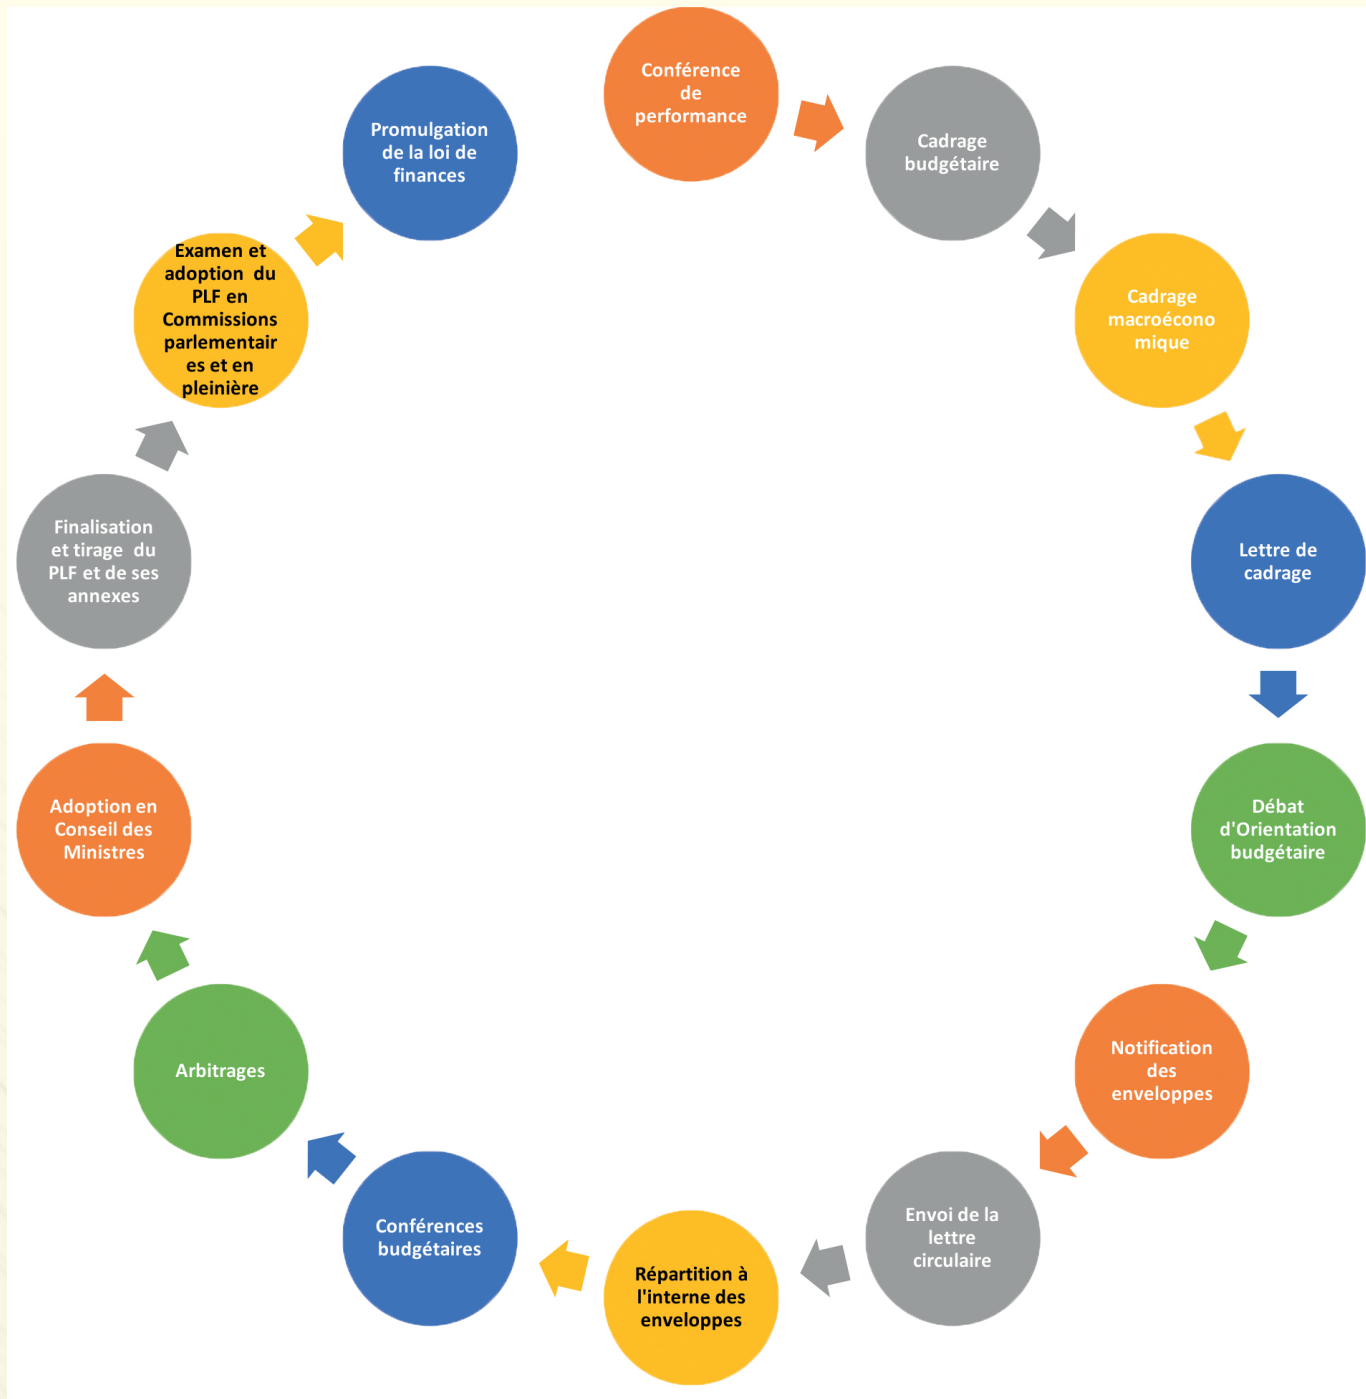 Conférence
de
performance
Cadrage
budgétaire
Cadrage
macroécono
mique
Lettre de
cadrage
Débat
d'Orientation
budgétaire
Notification
des
enveloppes
Envoi de la
lettre
circulaire
Répartition à
l'interne des
enveloppes
Conférences
budgétaires
Arbitrages
Adoption en
Conseil des
Ministres
Finalisation
et tirage du
PLF et de ses
annexes
Examen et
adoption du
PLF en
Commissions
parlementair
es et en
pleinière
Promulgation
de la loi de
finances